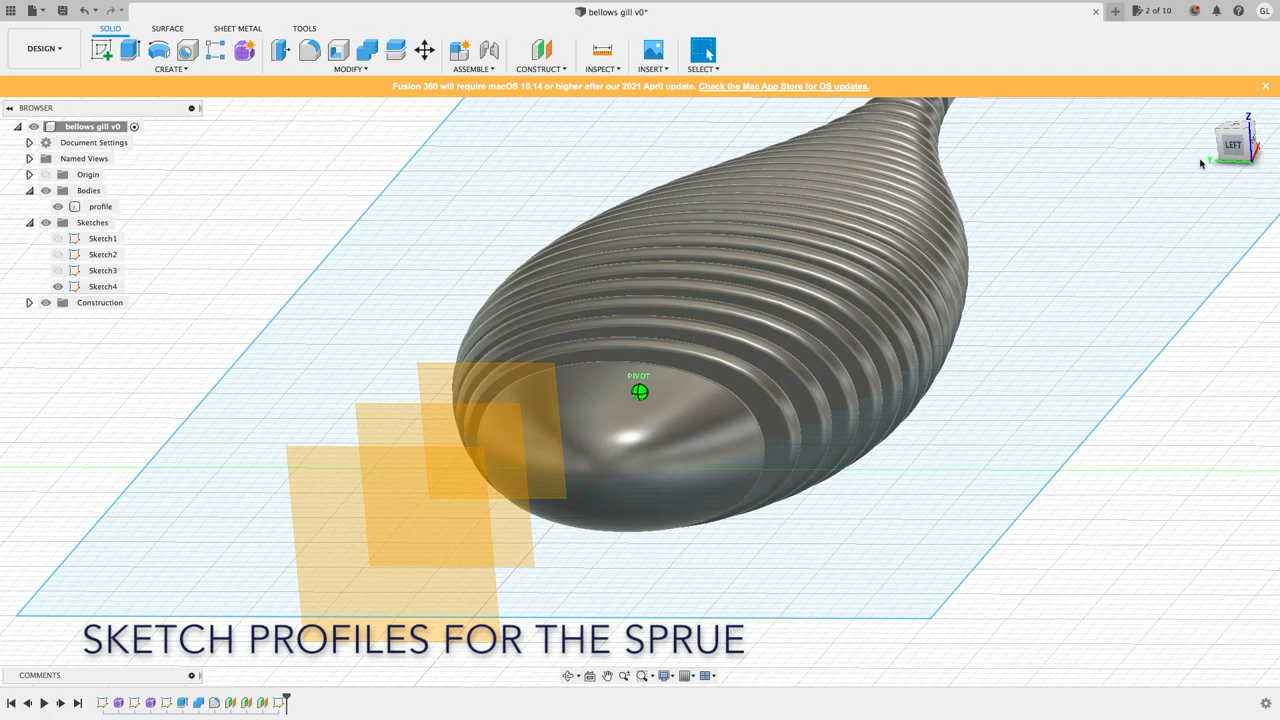 bellows gill v0*
2 of 10
GL
DESIGN
SOLID
SURFACE
SHEET METAL
TOOLS
CREATE
MODIFY
ASSEMBLE
CONSTRUCT
INSPECT
INSERT
SELECT
Fusion 360 will require macOS 10.14 or higher after our 2021 April update. Check the Mac App Store for OS updates.
BROWSER
bellows gill v0
Document Settings
Named Views
Origin
Bodies
profile
Sketches
Sketch1
Sketch2
Sketch3
Sketch4
Construction
Z
LEFT
X
Y
PIVOT
SKETCH PROFILES FOR THE SPRUE
COMMENTS